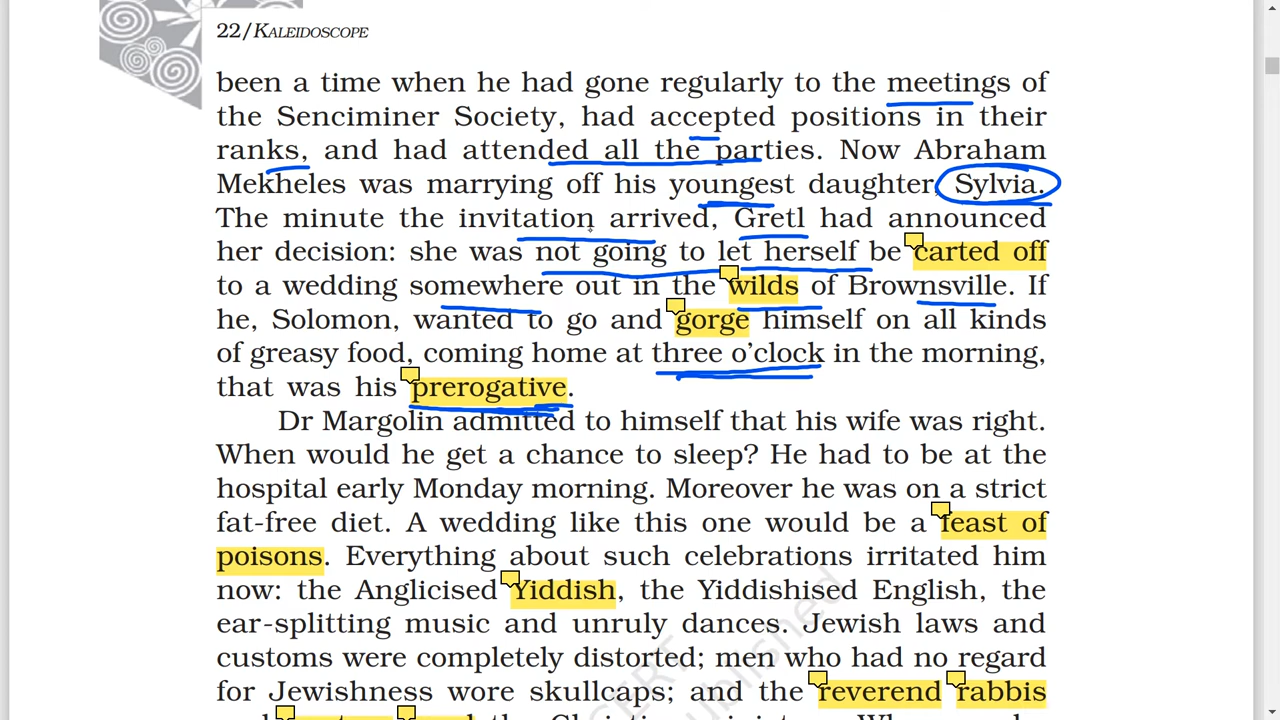 22/KALEIDOSCOPE
been a time when he had gone regularly to the meetings of
the Senciminer Society, had accepted positions in their
ranks, and had attended all the parties. Now Abraham
Mekheles was marrying off his youngest daughter, Sylvia.
The minute the invitation arrived, Gretl had announced
her decision: she was not going to let herself be carted off
to a wedding somewhere out in the wilds of Brownsville. If
he, Solomon, wanted to go and gorge himself on all kinds
of greasy food, coming home at three o’clock in the morning,
that was his prerogative.
Dr Margolin admitted to himself that his wife was right.
When would he get a chance to sleep? He had to be at the
hospital early Monday morning. Moreover he was on a strict
fat-free diet. A wedding like this one would be a feast of
poisons. Everything about such celebrations irritated him
now: the Anglicised Yiddish, the Yiddishised English, the
ear-splitting music and unruly dances. Jewish laws and
customs were completely distorted; men who had no regard
for Jewishness wore skullcaps; and the reverend rabbis